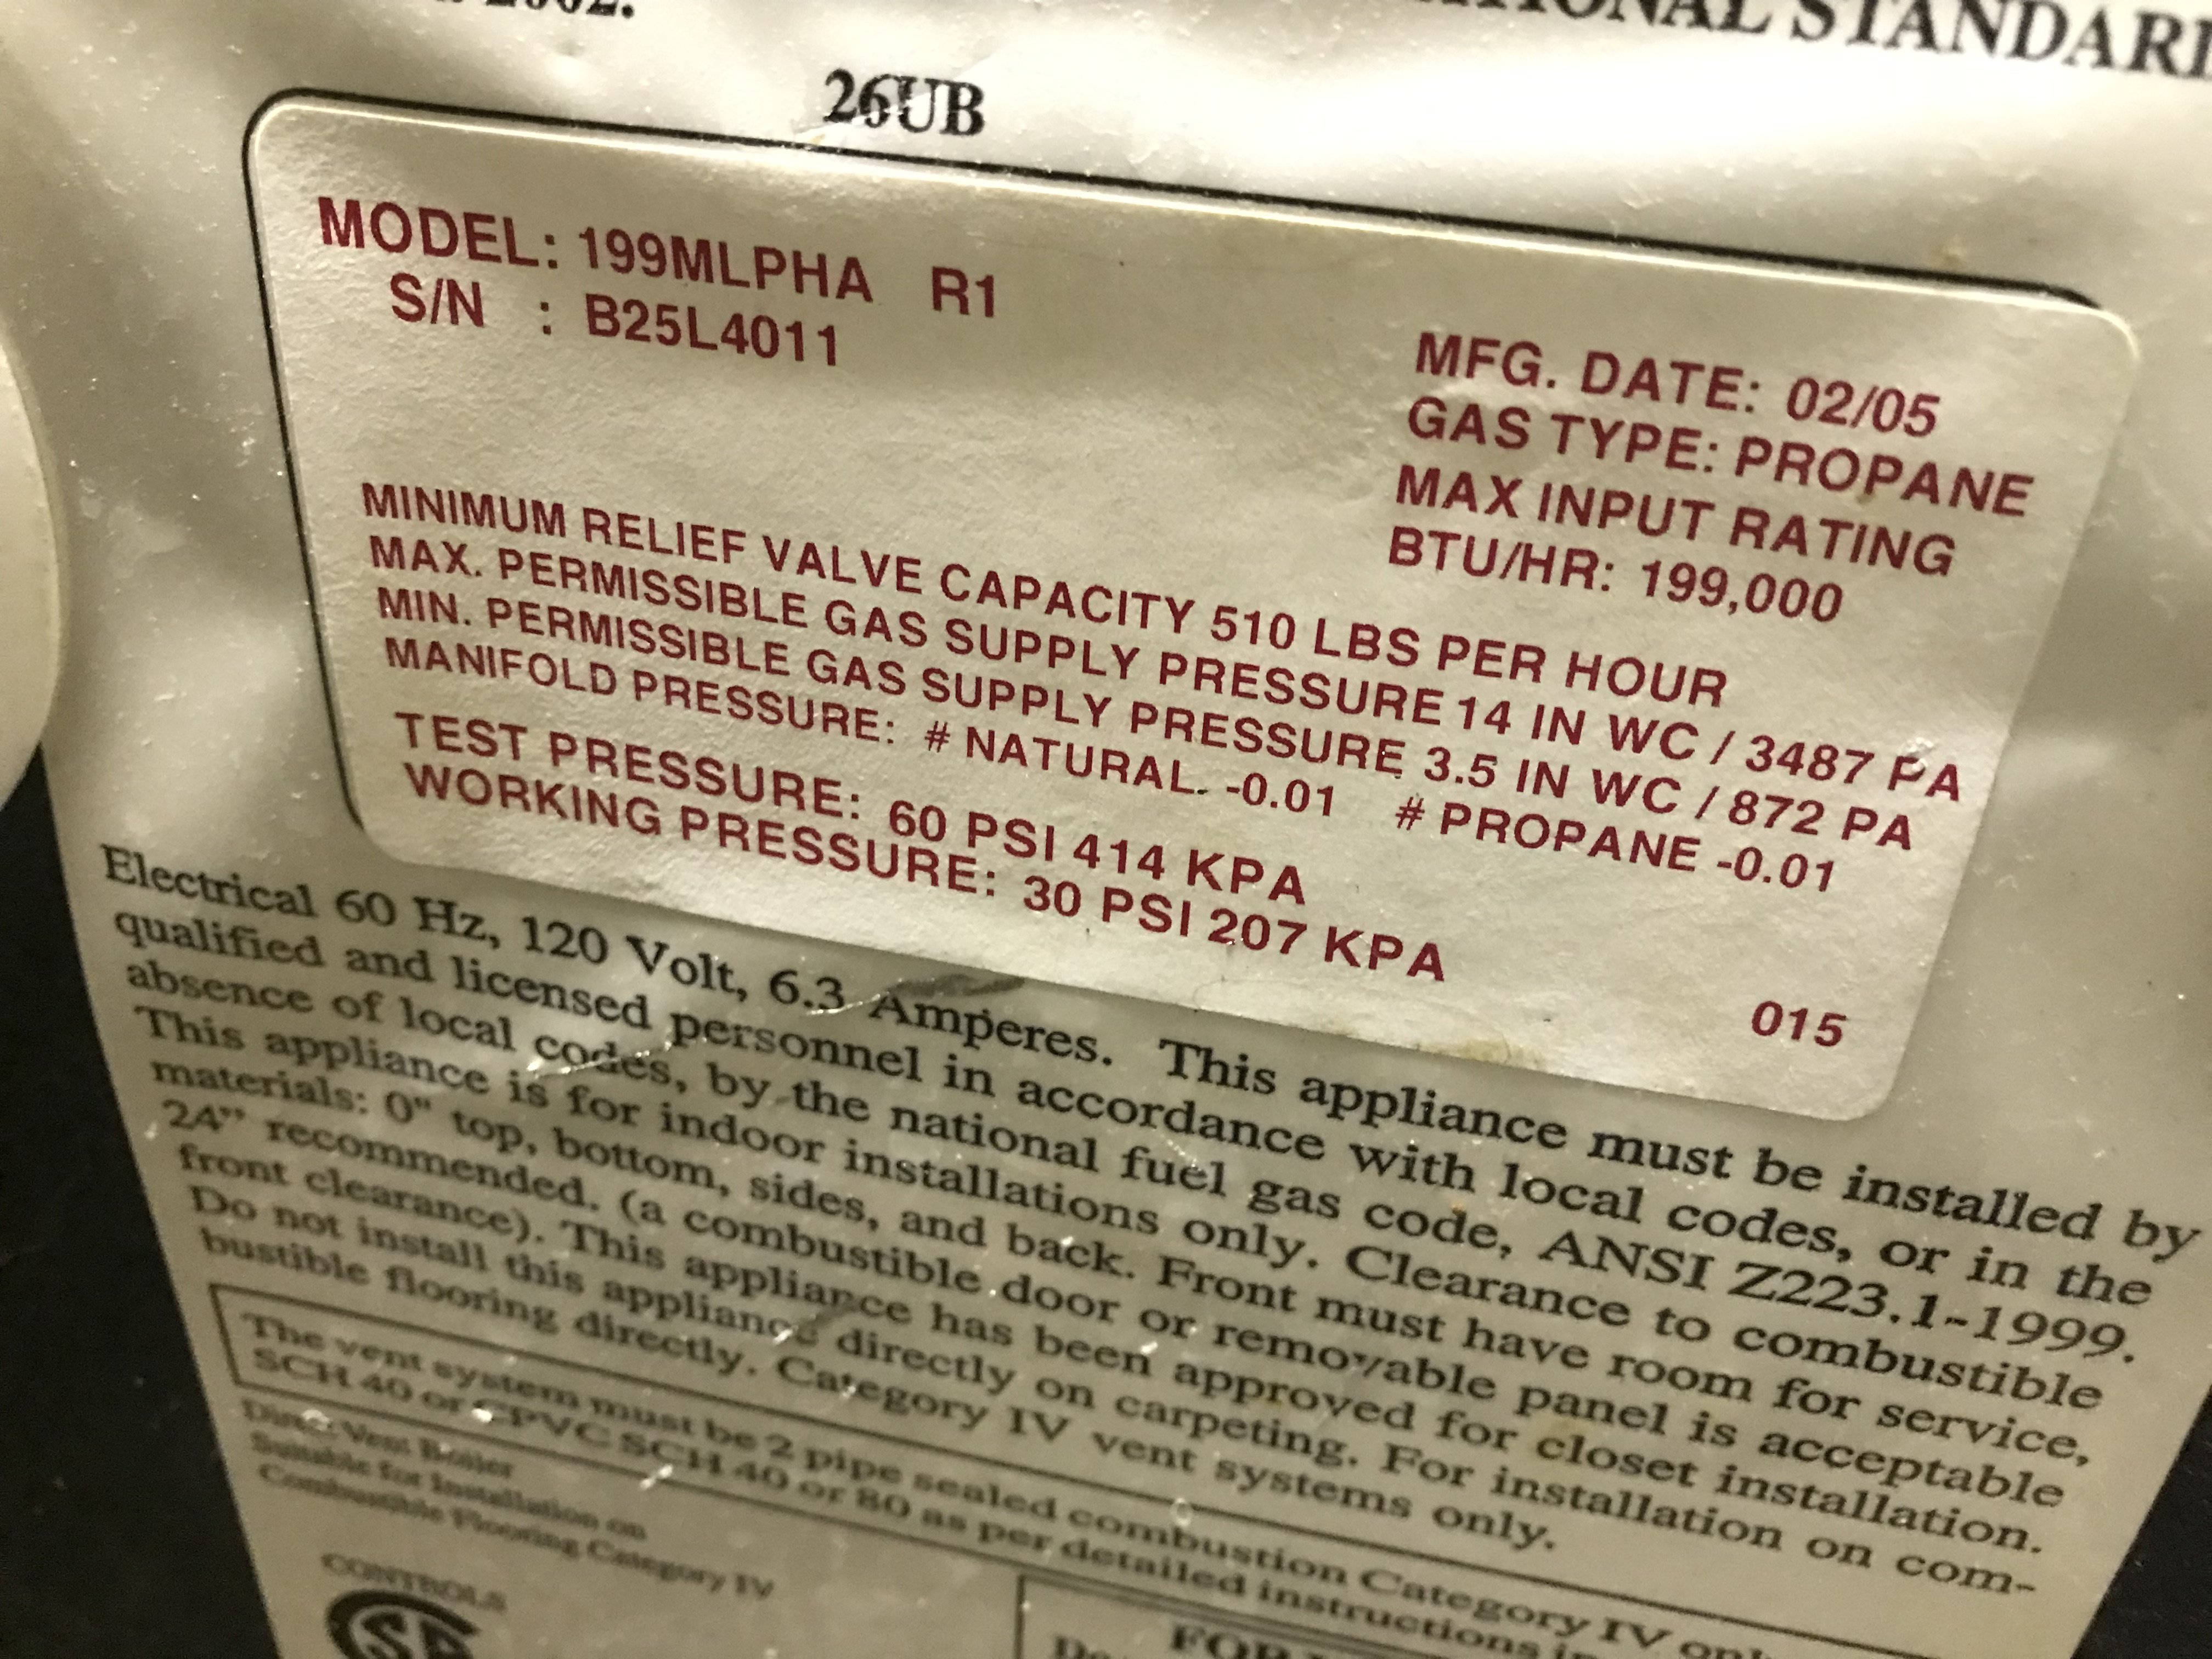 2002.
STANDARD
26UB
MODEL: 199MLPHA R1
S/N : B25L4011
MFG. DATE: 02/05
GAS TYPE: PROPANE
MAX INPUT RATING
BTU/HR: 199,000
MINIMUM RELIEF VALVE CAPACITY 510 LBS PER HOUR
MAX. PERMISSIBLE GAS SUPPLY PRESSURE 14 IN WC / 3487 PA
MIN. PERMISSIBLE GAS SUPPLY PRESSURE 3.5 IN WC / 872 PA
MANIFOLD PRESSURE: # NATURAL. -0.01 # PROPANE -0.01
TEST PRESSURE: 60 PSI 414 KPA
WORKING PRESSURE: 30 PSI 207 KPA
015
Electrical 60 Hz, 120 Volt, 6.3 Amperes. This appliance must be installed by
qualified and licensed personnel in accordance with local codes, or in the
absence of local codes, by the national fuel gas code, ANSI Z223.1-1999.
This appliance is for indoor installations only. Clearance to combustible
materials: 0" top, bottom, sides, and back. Front must have room for service,
24" recommended. (a combustible door or removable panel is acceptable
front clearance). This appliance has been approved for closet installation.
Do not install this appliance directly on carpeting. For installation on com-
bustible flooring directly. Category IV vent systems only.
The vent system must be 2 pipe sealed combustion Category IV only
SCH 40 or CPVC SCH 40 or 80 as per detailed instructions in
Direct Vent Boiler
Suitable for Installation on
Combustible Flooring Category IV
CONTROLS
FOR